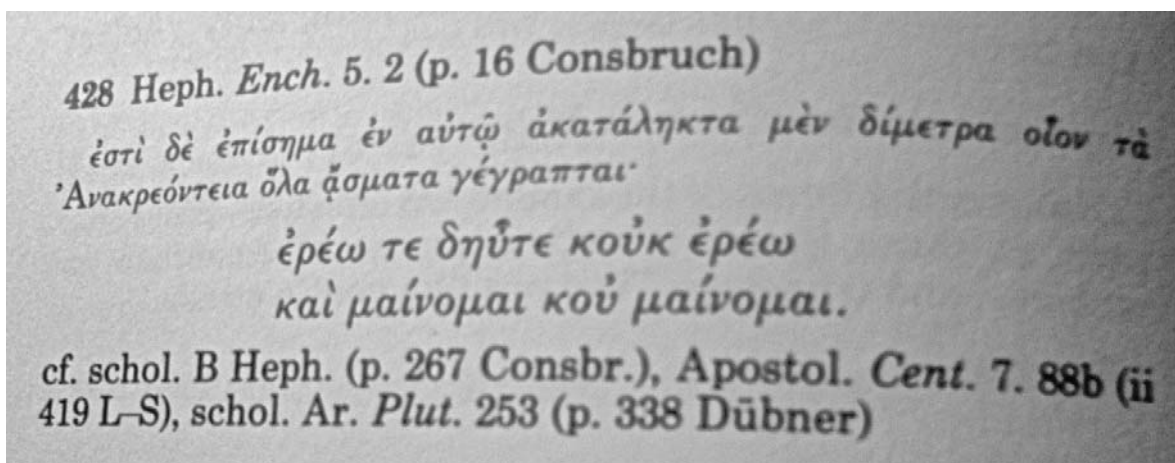 428 Heph. Ench. 5. 2 (p. 16 Consbruch)
ἐστὶ δὲ ἐπίσημα ἐν αὐτῷ ἀκατάληκτα μὲν δίμετρα οἷον τὰ
Ἀνακρεόντεια ὅλα ᾄσματα γέγραπται·
ἐρέω τε δηὖτε κοὐκ ἐρέω
καὶ μαίνομαι κοὐ μαίνομαι.
cf. schol. B Heph. (p. 267 Consbr.), Apostol. Cent. 7. 88b (ii
419 L–S), schol. Ar. Plut. 253 (p. 338 Dübner)